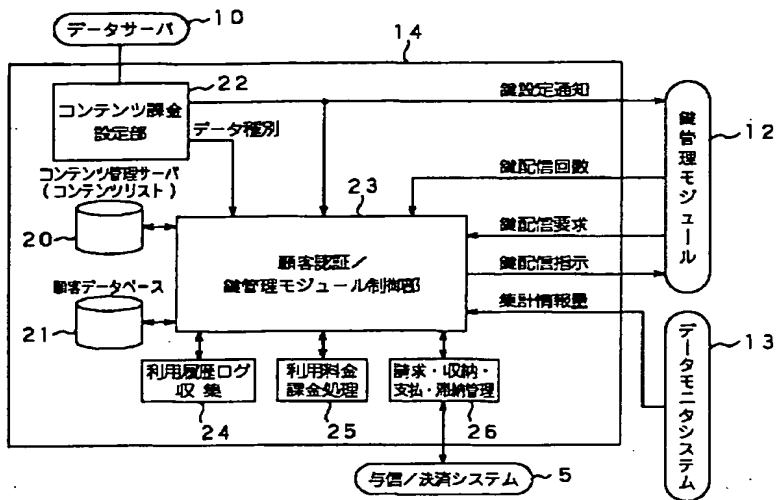 データサーバ
10
14
22
コンテンツ課金
設定部
データ種別
鍵設定通知
鍵管理モジュール
12
コンテンツ管理サーバ
(コンテンツリスト)
20
23
鍵配信回数
顧客認証/
鍵管理モジュール制御部
鍵配信要求
鍵配信指示
集計情報量
顧客データベース
21
データモニタシステム
13
利用履歴ログ
収集
24
利用料金
課金処理
25
請求・収納・
支払・滞納管理
26
与信/決済システム
5